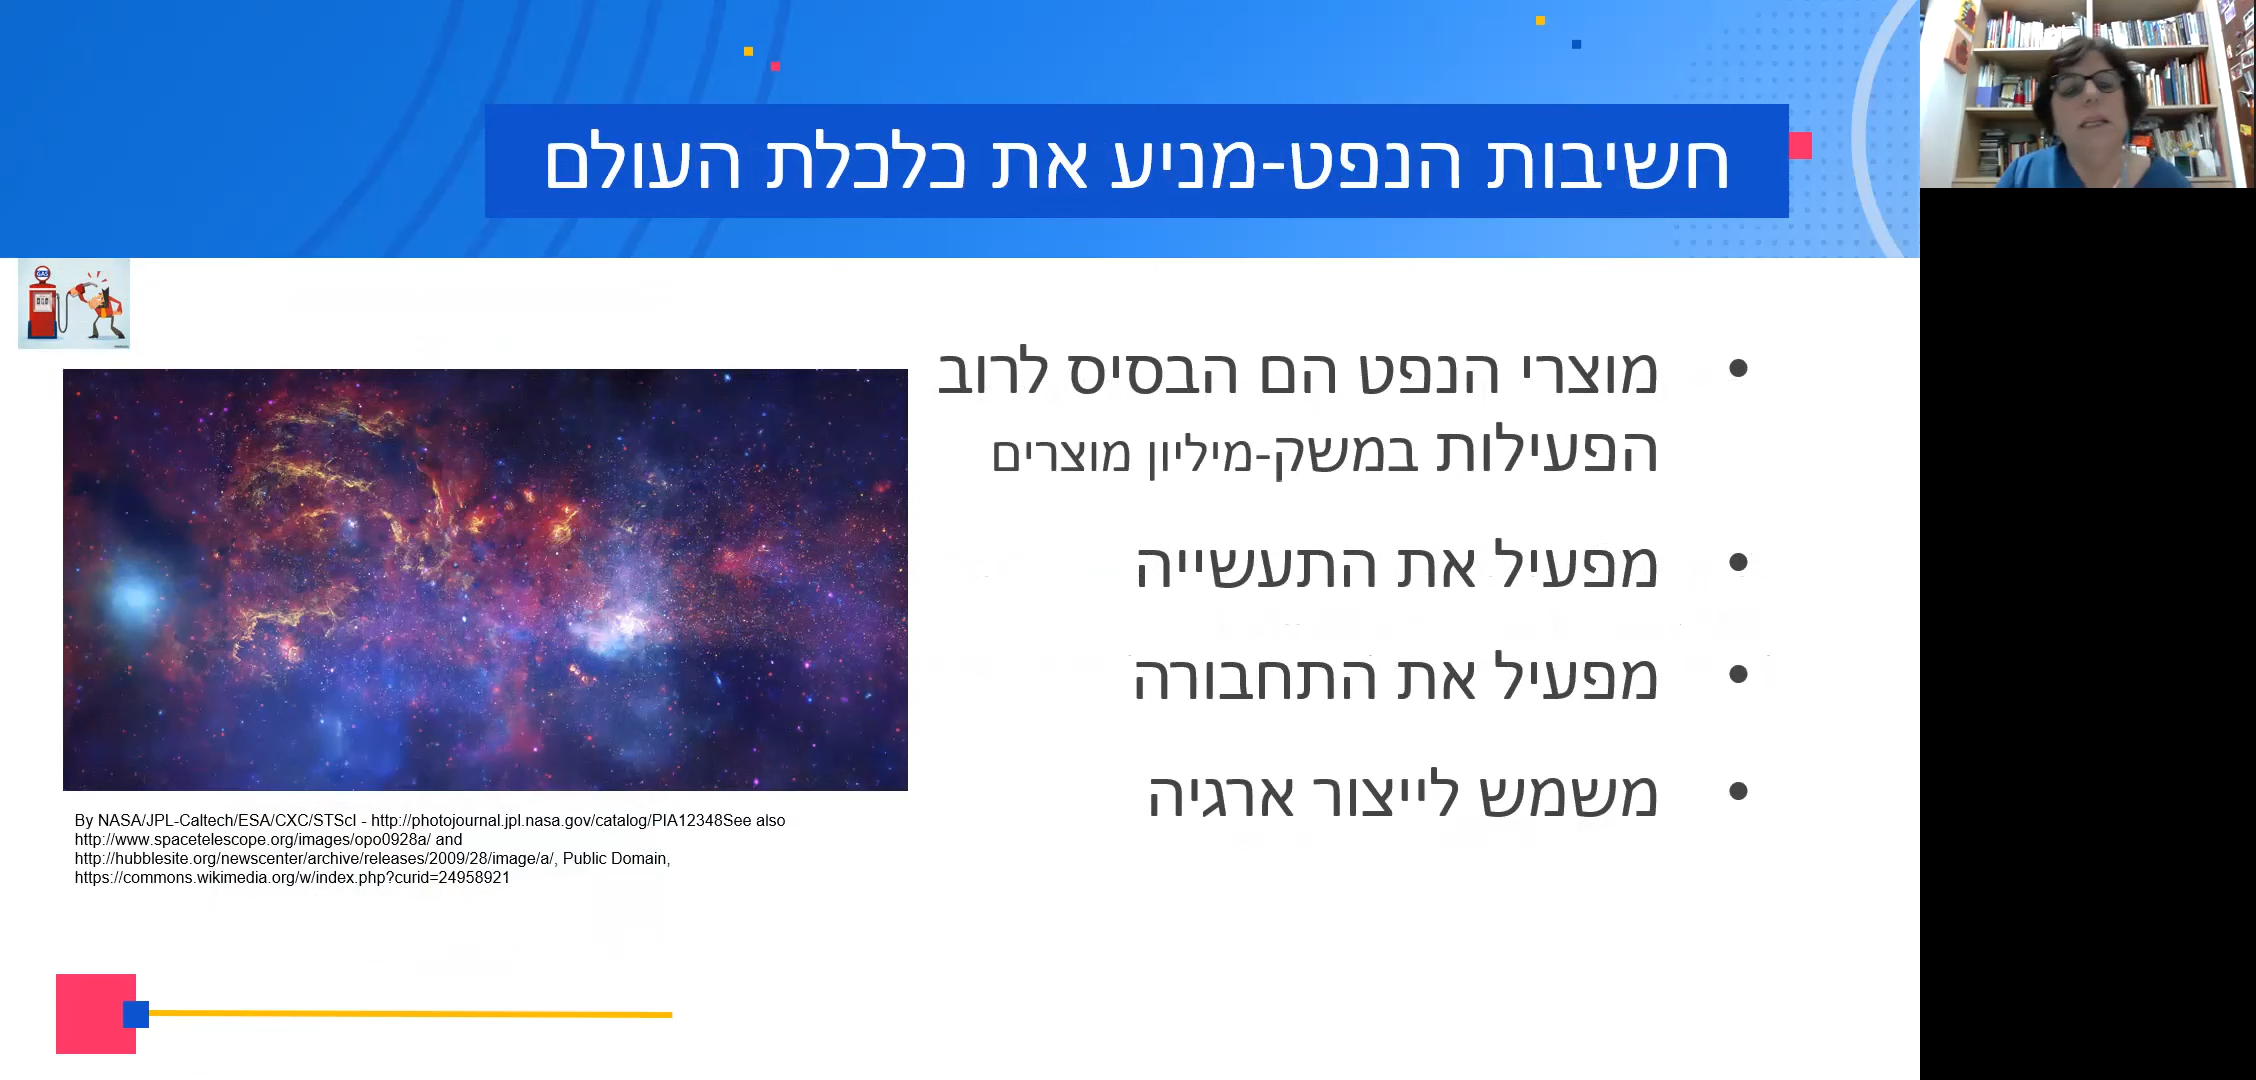 חשיבות הנפט-מניע את כלכלת העולם
GAS
• מוצרי הנפט הם הבסיס לרוב
הפעילות במשק-מיליון מוצרים
• מפעיל את התעשייה
• מפעיל את התחבורה
• משמש לייצור ארגיה
By NASA/JPL-Caltech/ESA/CXC/STScI - http://photojournal.jpl.nasa.gov/catalog/PIA12348See also
http://www.spacetelescope.org/images/opo0928a/ and
http://hubblesite.org/newscenter/archive/releases/2009/28/image/a/, Public Domain,
https://commons.wikimedia.org/w/index.php?curid=24958921